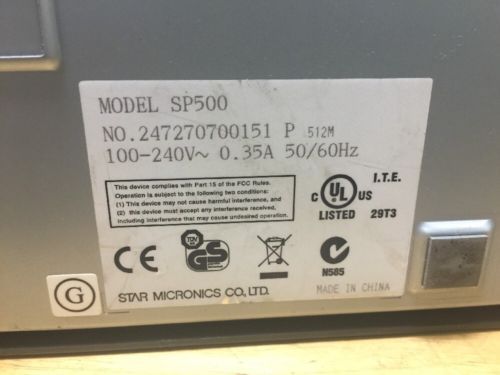 MODEL SP500
NO.247270700151 P 512M
100-240V~ 0.35A 50/60Hz
This device complies with Part 15 of the FCC Rules.
Operation is subject to the following two conditions:
(1) This device may not cause harmful interference, and
(2) this device must accept any interference received,
including interference that may cause undesired operation.
I.T.E.
C UL US
LISTED 29T3
CE
TÜV
GS
N585
G
STAR MICRONICS CO., LTD.
MADE IN CHINA